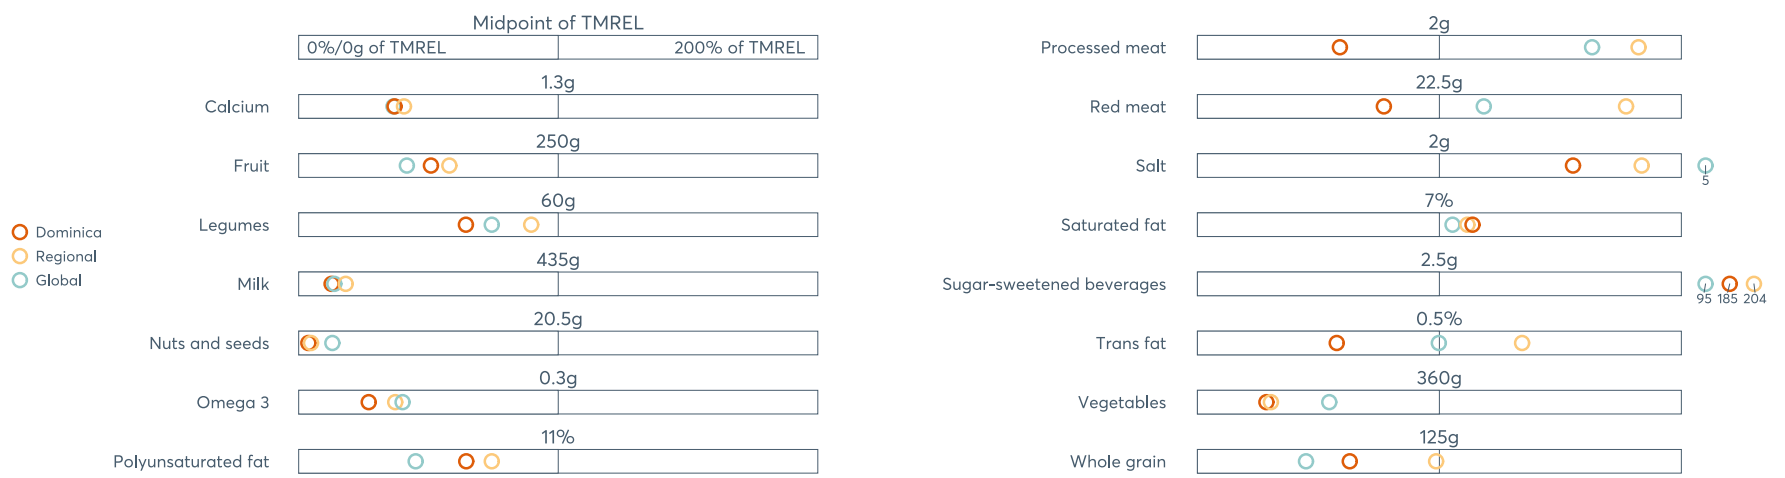 Midpoint of TMREL
0%/0g of TMREL 200% of TMREL
1.3g
Calcium
250g
Fruit
60g
Legumes
435g
Milk
20.5g
Nuts and seeds
0.3g
Omega 3
11%
Polyunsaturated fat
Dominica
Regional
Global
2g
Processed meat
22.5g
Red meat
2g
Salt
5
7%
Saturated fat
2.5g
Sugar-sweetened beverages
95 185 204
0.5%
Trans fat
360g
Vegetables
125g
Whole grain